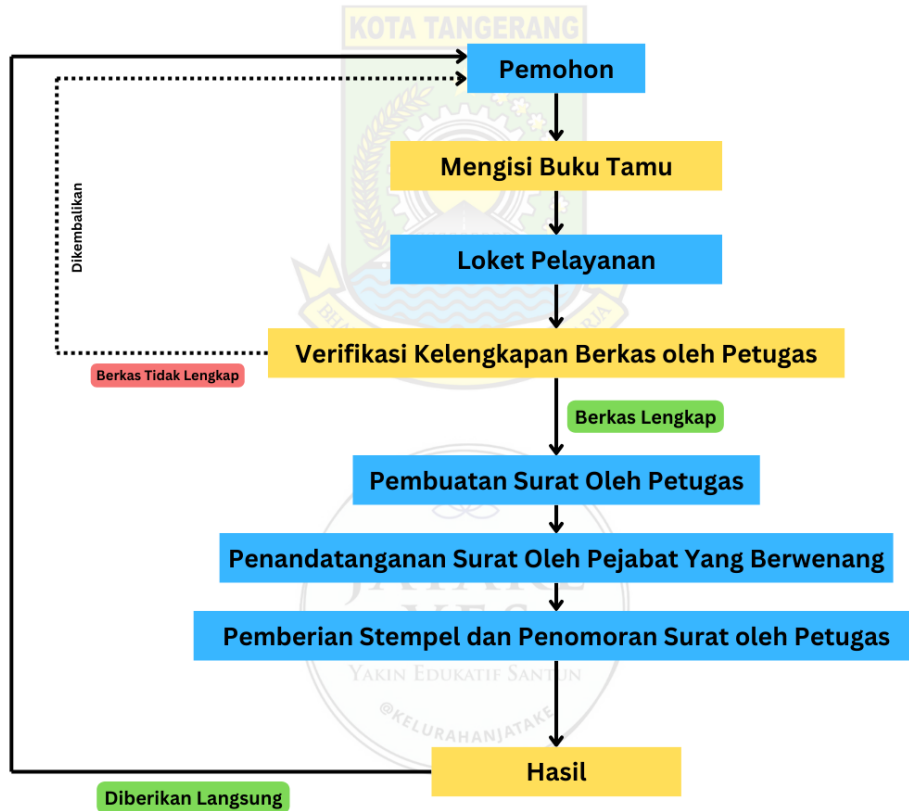 KOTA TANGERANG
Pemohon
Mengisi Buku Tamu
Dikembalikan
Loket Pelayanan
Verifikasi Kelengkapan Berkas oleh Petugas
Berkas Tidak Lengkap
Berkas Lengkap
Pembuatan Surat Oleh Petugas
Penandatanganan Surat Oleh Pejabat Yang Berwenang
Pemberian Stempel dan Penomoran Surat oleh Petugas
YAKIN EDUKATIF SANTUN
@KELURAHANJATAKE
Hasil
Diberikan Langsung